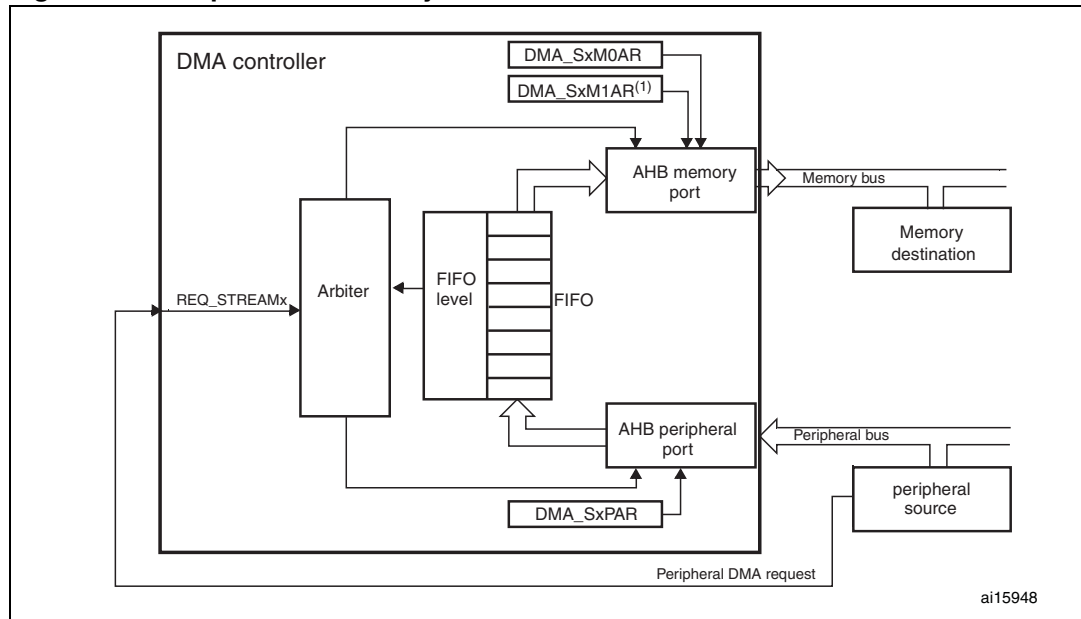 DMA controller
DMA_SxM0AR
DMA_SxM1AR(1)
AHB memory
port
Memory bus
Memory
destination
REQ_STREAMx
Arbiter
FIFO
level
FIFO
AHB peripheral
port
Peripheral bus
peripheral
source
DMA_SxPAR
Peripheral DMA request
ai15948